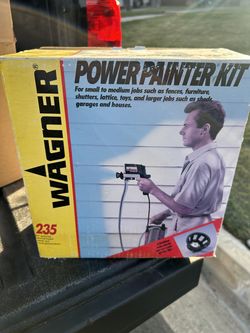 WAGNER®
POWER PAINTER KIT
For small to medium jobs such as fences, furniture,
shutters, lattice, toys, and larger jobs such as sheds,
garages and houses.
235